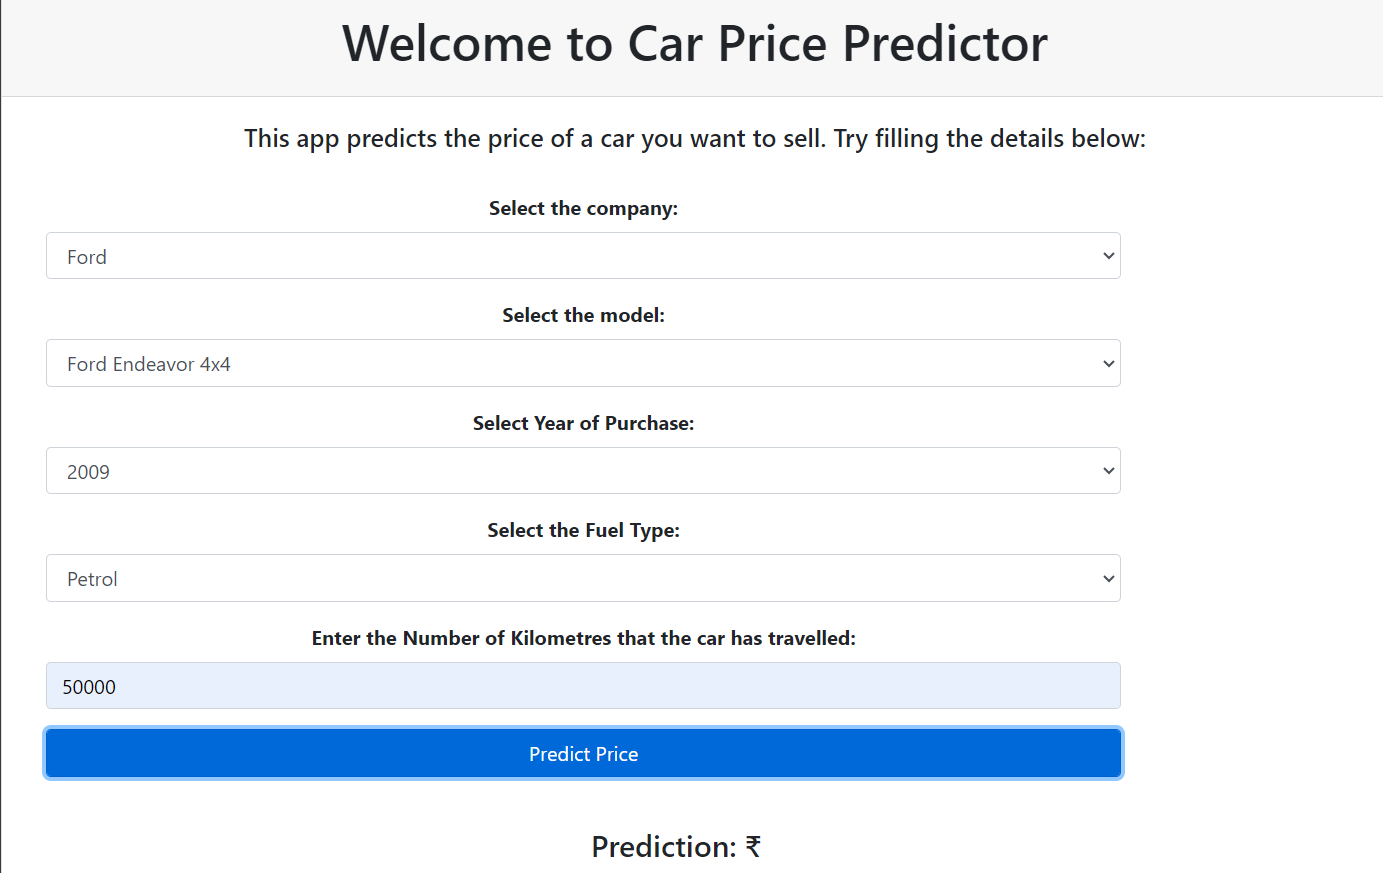 Welcome to Car Price Predictor
This app predicts the price of a car you want to sell. Try filling the details below:
Select the company:
Ford
Select the model:
Ford Endeavor 4x4
Select Year of Purchase:
2009
Select the Fuel Type:
Petrol
Enter the Number of Kilometres that the car has travelled:
50000
Predict Price
Prediction: ₹